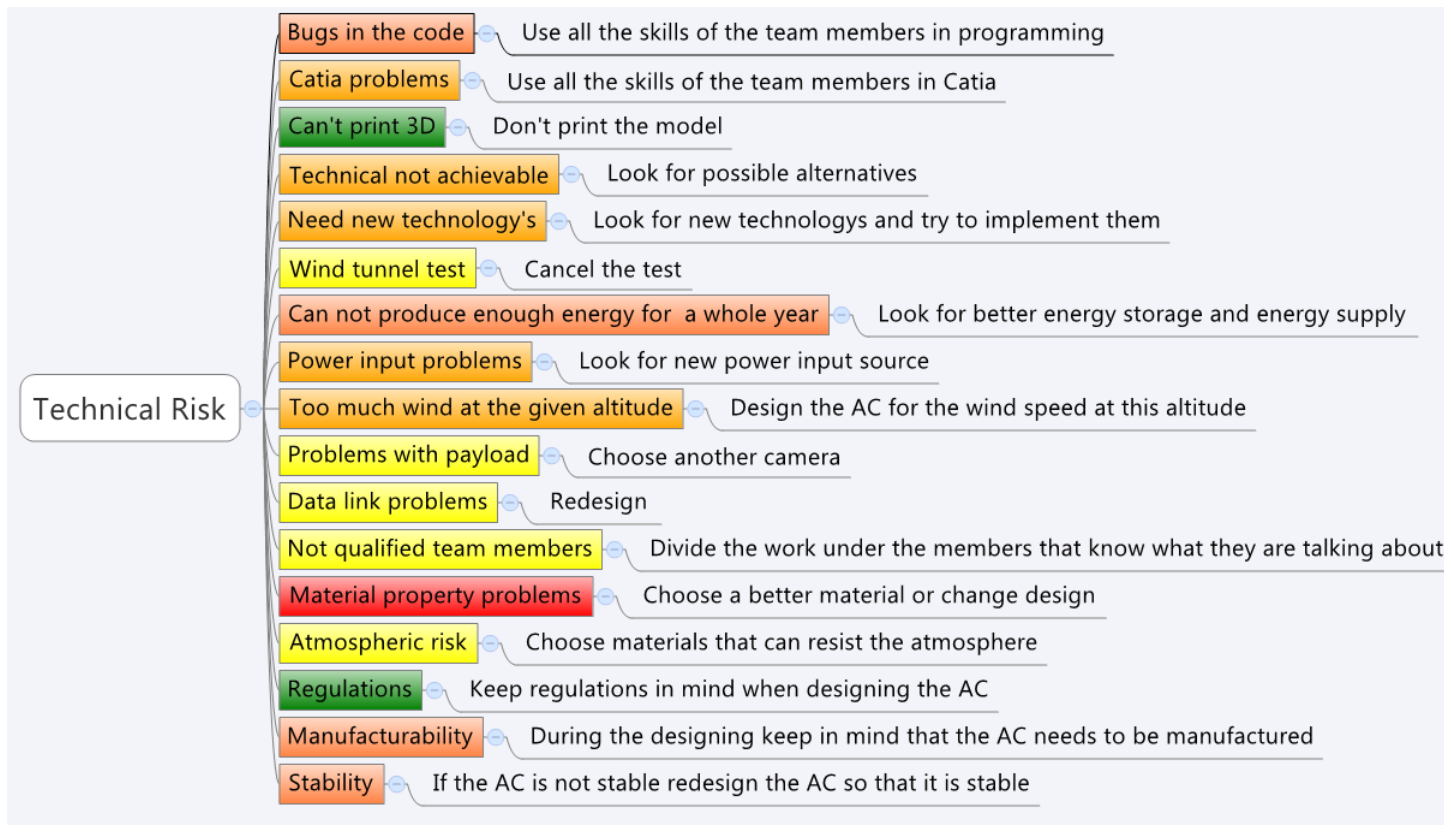 Bugs in the code Use all the skills of the team members in programming
Catia problems Use all the skills of the team members in Catia
Can't print 3D Don't print the model
Technical not achievable Look for possible alternatives
Need new technology's Look for new technologys and try to implement them
Wind tunnel test Cancel the test
Can not produce enough energy for  a whole year Look for better energy storage and energy supply
Power input problems Look for new power input source
Technical Risk
Too much wind at the given altitude Design the AC for the wind speed at this altitude
Problems with payload Choose another camera
Data link problems Redesign
Not qualified team members Divide the work under the members that know what they are talking about
Material property problems Choose a better material or change design
Atmospheric risk Choose materials that can resist the atmosphere
Regulations Keep regulations in mind when designing the AC
Manufacturability During the designing keep in mind that the AC needs to be manufactured
Stability If the AC is not stable redesign the AC so that it is stable